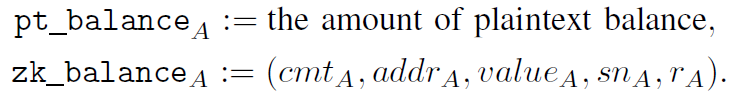 pt_balance_A := the amount of plaintext balance,
zk_balance_A := (cmt_A, addr_A, value_A, sn_A, r_A).